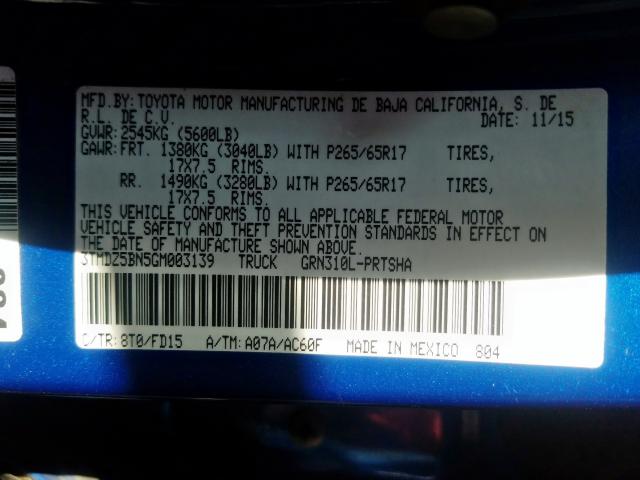 MFD.BY:TOYOTA MOTOR MANUFACTURING DE BAJA CALIFORNIA, S. DE
R.L. DE C.V. DATE: 11/15
GVWR:2545KG (5600LB)
GAWR:FRT. 1380KG (3040LB) WITH P265/65R17 TIRES,
17X7.5 RIMS.
RR. 1490KG (3280LB) WITH P265/65R17 TIRES,
17X7.5 RIMS.
THIS VEHICLE CONFORMS TO ALL APPLICABLE FEDERAL MOTOR
VEHICLE SAFETY AND THEFT PREVENTION STANDARDS IN EFFECT ON
THE DATE OF MANUFACTURE SHOWN ABOVE.
3TMDZ5BN5GM003139 TRUCK GRN310L-PRTSHA
C/TR:8T0/FD15 A/TM:A07A/AC60F MADE IN MEXICO 804